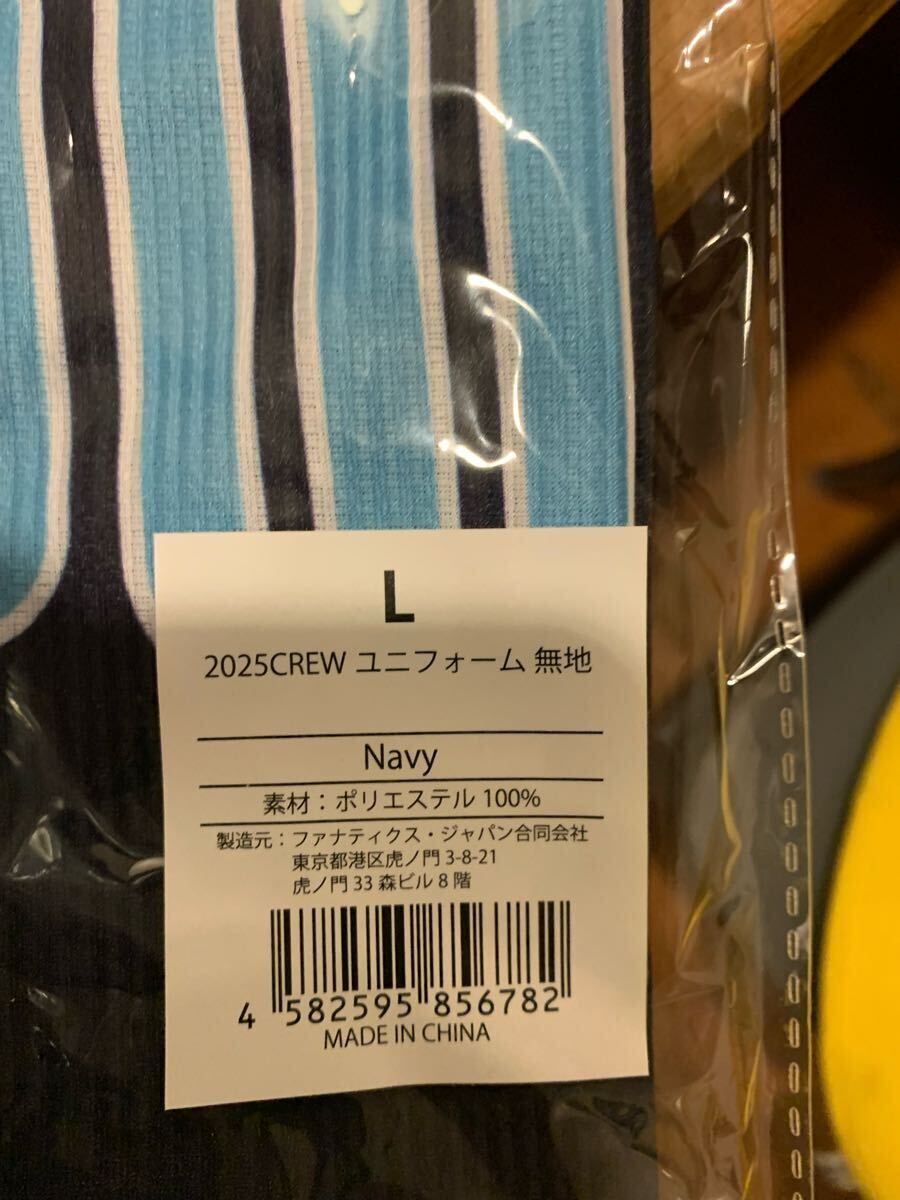 L
2025CREW ユニフォーム 無地
Navy
素材：ポリエステル 100%
製造元：ファナティクス・ジャパン合同会社
東京都港区虎ノ門 3-8-21
虎ノ門 33 森ビル 8 階
4 582595 856782
MADE IN CHINA